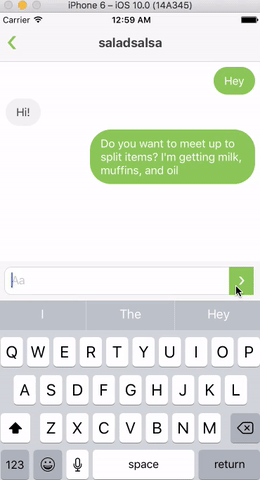 iPhone 6 – iOS 10.0 (14A345)
Carrier 12:59 AM
saladsalsa
Hey
Hi!
Do you want to meet up to
split items? I'm getting milk,
muffins, and oil
Aa
I The Hey
Q W E R T Y U I O P
A S D F G H J K L
Z X C V B N M
123 space return